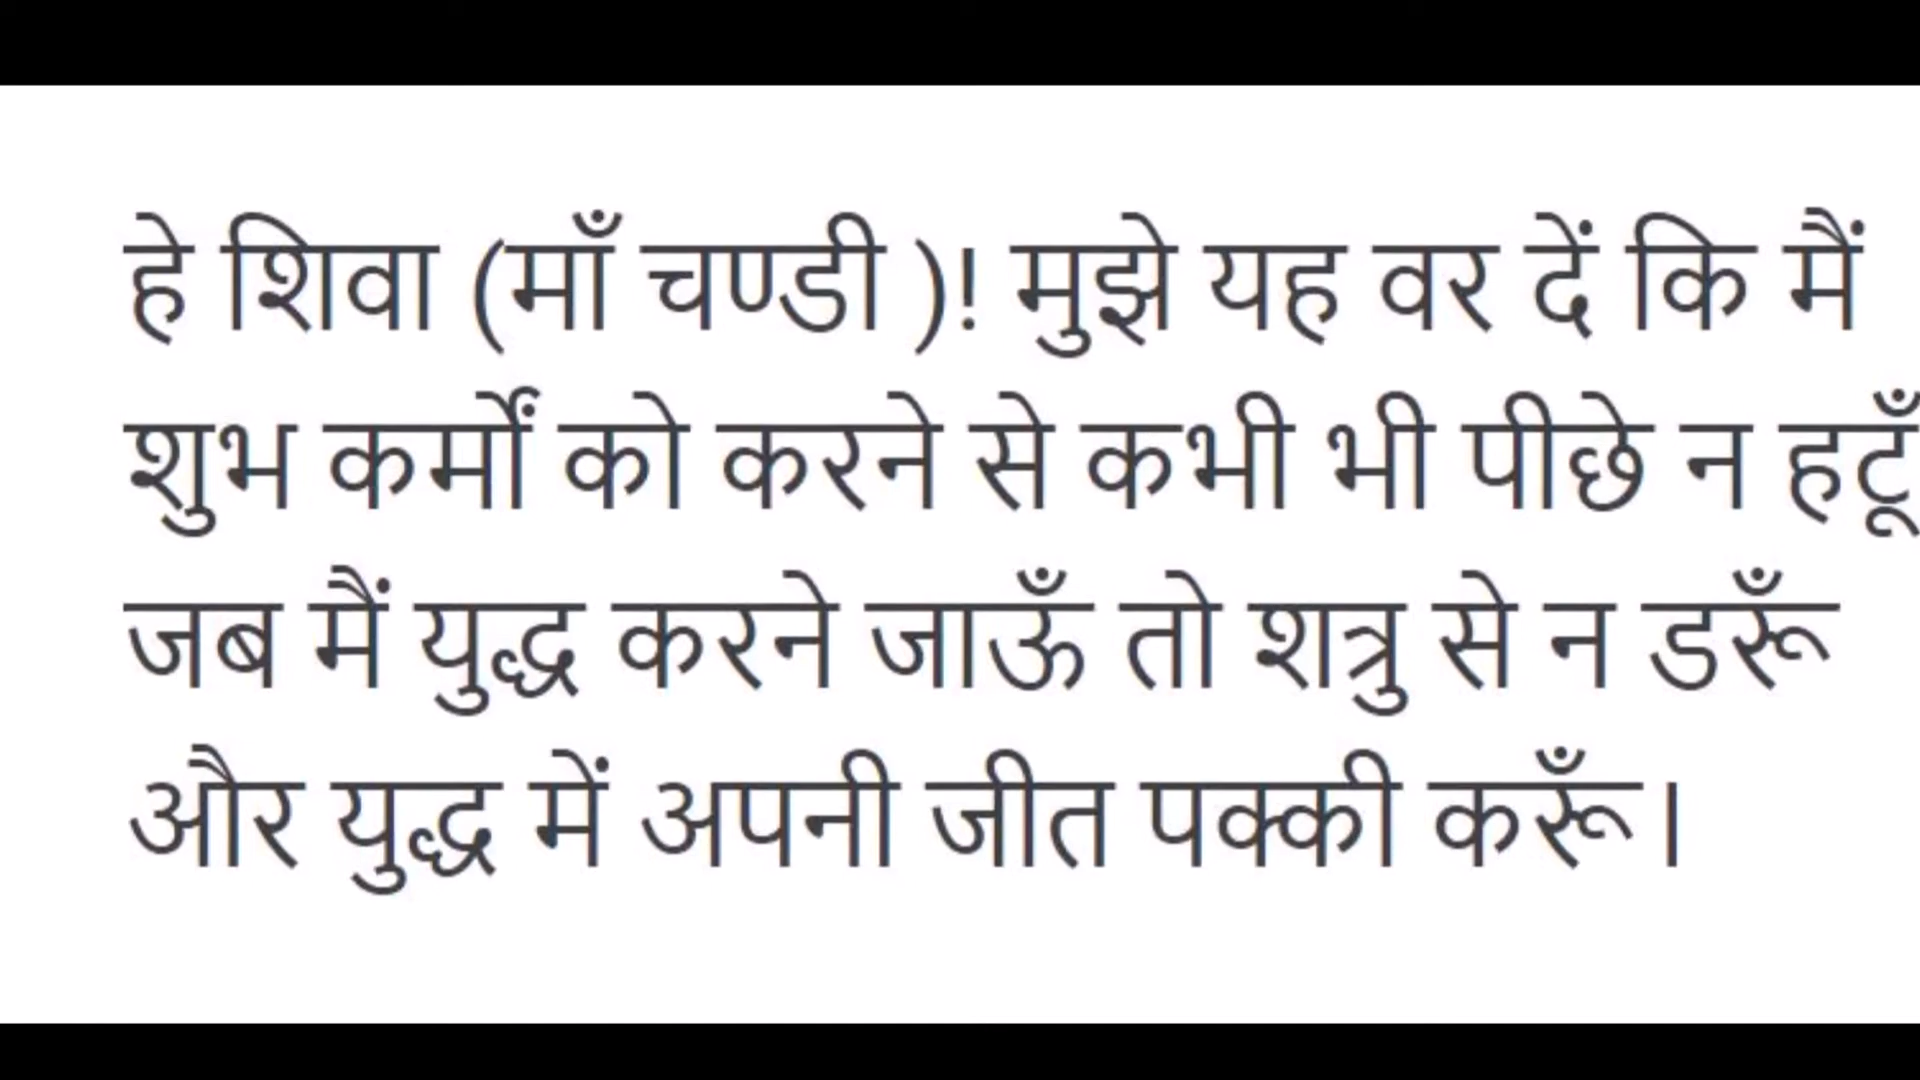 हे शिवा (माँ चण्डी )! मुझे यह वर दें कि मैं
शुभ कर्मों को करने से कभी भी पीछे न हटूँ
जब मैं युद्ध करने जाऊँ तो शत्रु से न डरूँ
और युद्ध में अपनी जीत पक्की करूँ।